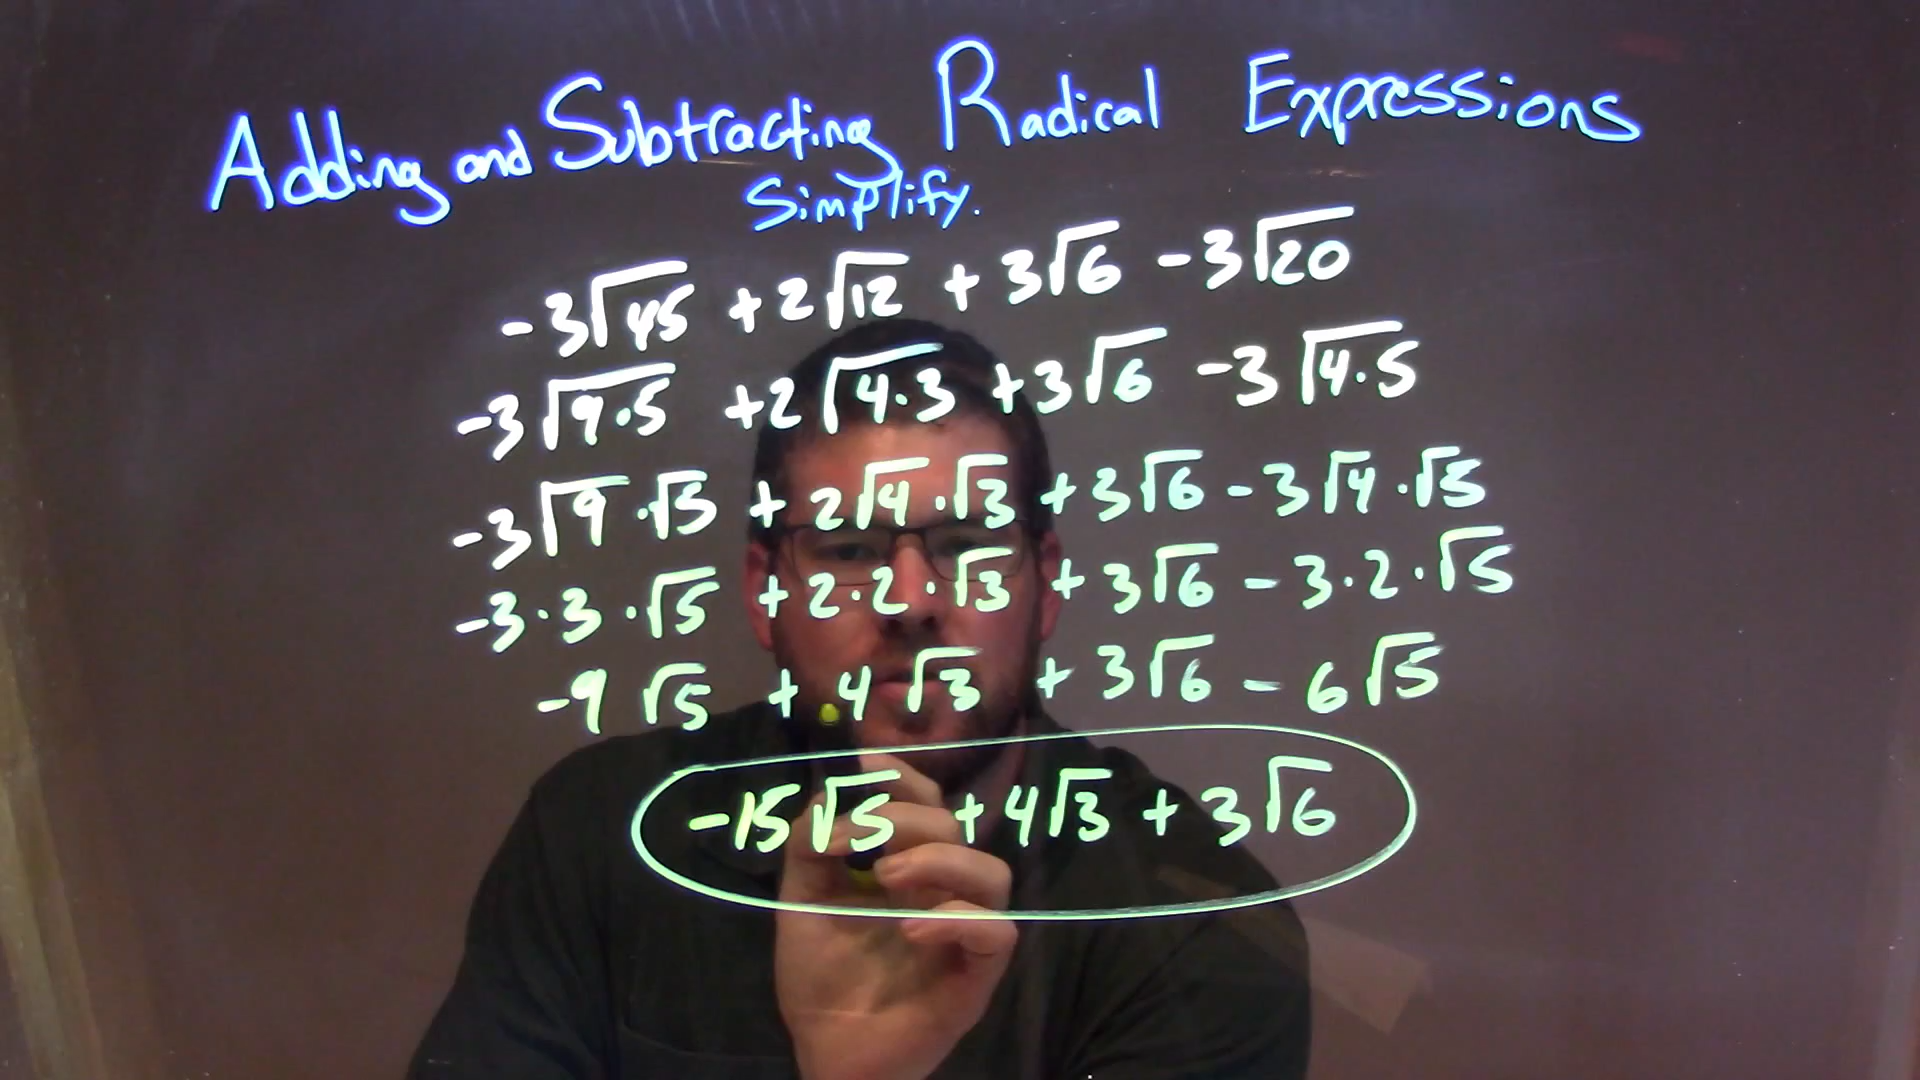 Adding and Subtracting Radical Expressions
Simplify.
-3√45 + 2√12 + 3√6 - 3√20
-3√9·5 + 2√4·3 + 3√6 - 3√4·5
-3√9·√5 + 2√4·√3 + 3√6 - 3√4·√5
-3·3·√5 + 2·2·√3 + 3√6 - 3·2·√5
-9√5 + 4√3 + 3√6 - 6√5
-15√5 + 4√3 + 3√6